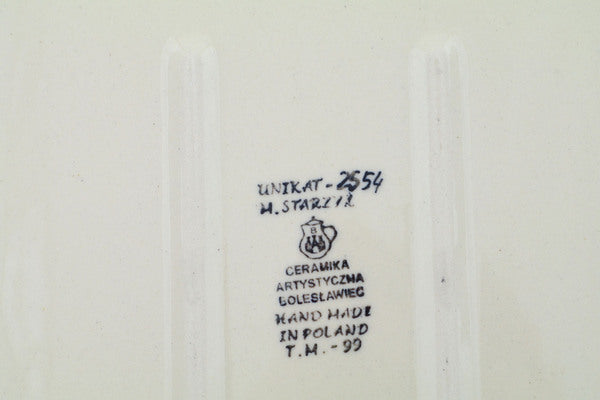 UNIKAT-2554
M. STARZYK
B
CERAMIKA
ARTYSTYCZNA
BOLESŁAWIEC
HAND MADE
IN POLAND
T.M.-99